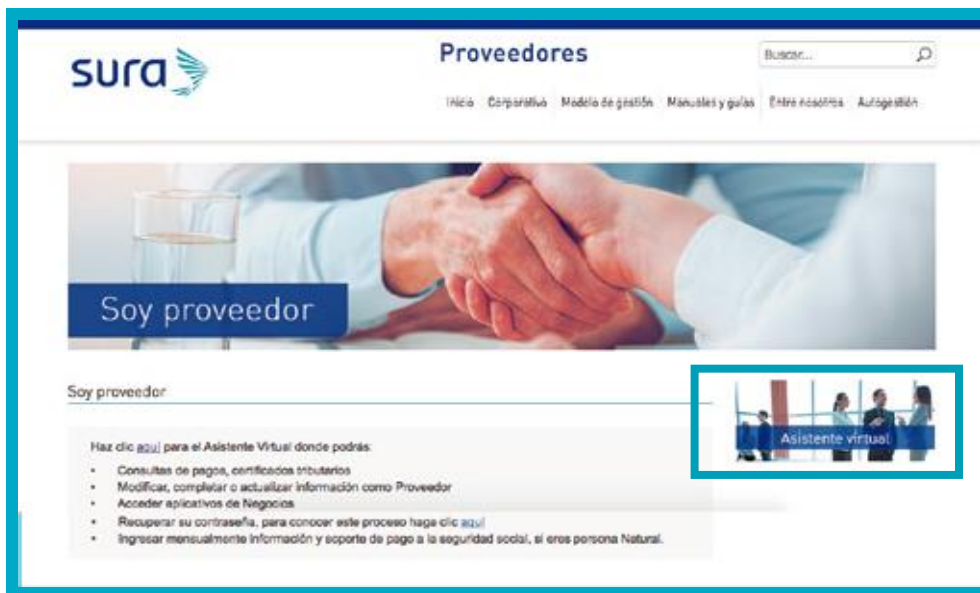 sura
Proveedores
Buscar...
Inicio Corporativo Modelo de gestión Manuales y guías Entre nosotros Autogestión
Soy proveedor
Soy proveedor
Asistente virtual
Haz clic aquí para el Asistente Virtual donde podrás:
• Consultas de pagos, certificados tributarios
• Modificar, completar o actualizar información como Proveedor
• Acceder aplicativos de Negocios
• Recuperar su contraseña, para conocer este proceso haga clic aquí
• Ingresar mensualmente información y soporte de pago a la seguridad social, si eres persona Natural.